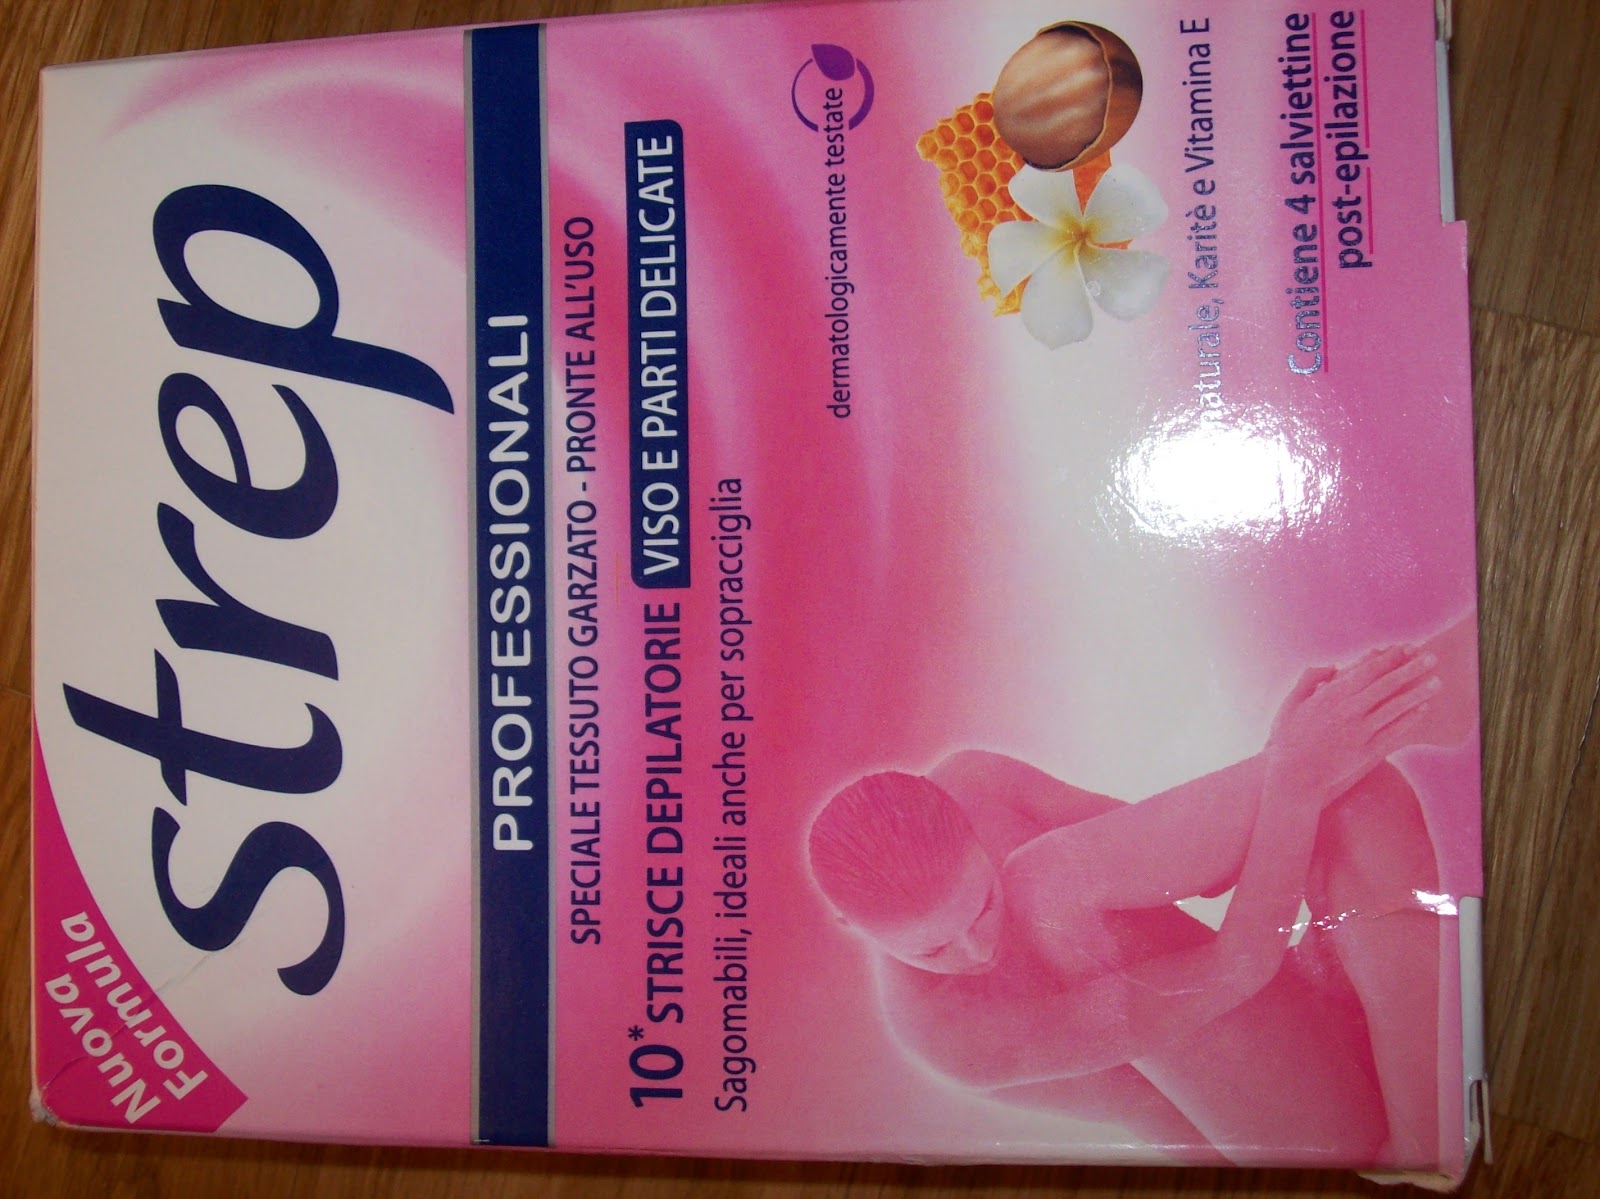 Nuova
Formula
strep
PROFESSIONALI
SPECIALE TESSUTO GARZATO - PRONTE ALL'USO
10* STRISCE DEPILATORIE VISO E PARTI DELICATE
Sagomabili, ideali anche per sopracciglia
dermatologicamente testate
naturale, Karitè e Vitamina E
Contiene 4 salviettine
post-epilazione